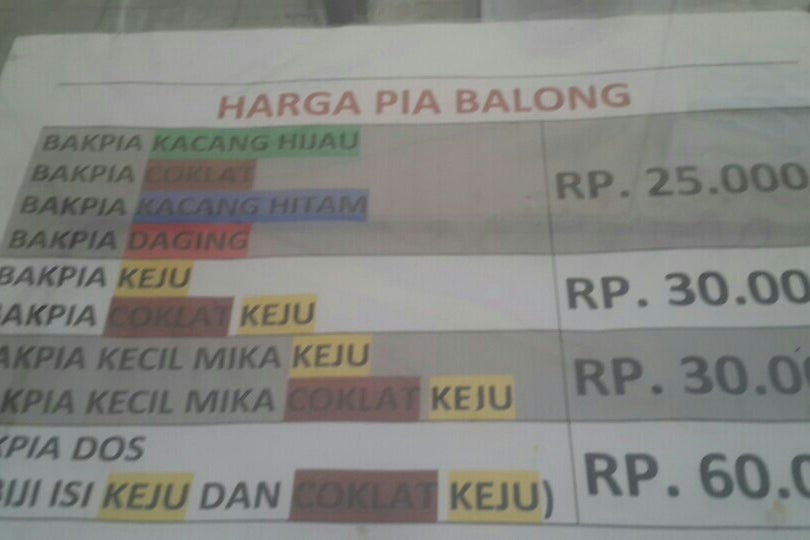 HARGA PIA BALONG
BAKPIA KACANG HIJAU
BAKPIA COKLAT
BAKPIA KACANG HITAM
BAKPIA DAGING
RP. 25.000
BAKPIA KEJU
AKPIA COKLAT KEJU
RP. 30.00
AKPIA KECIL MIKA KEJU
KPIA KECIL MIKA COKLAT KEJU
RP. 30.00
KPIA DOS
BIJI ISI KEJU DAN COKLAT KEJU)
RP. 60.0